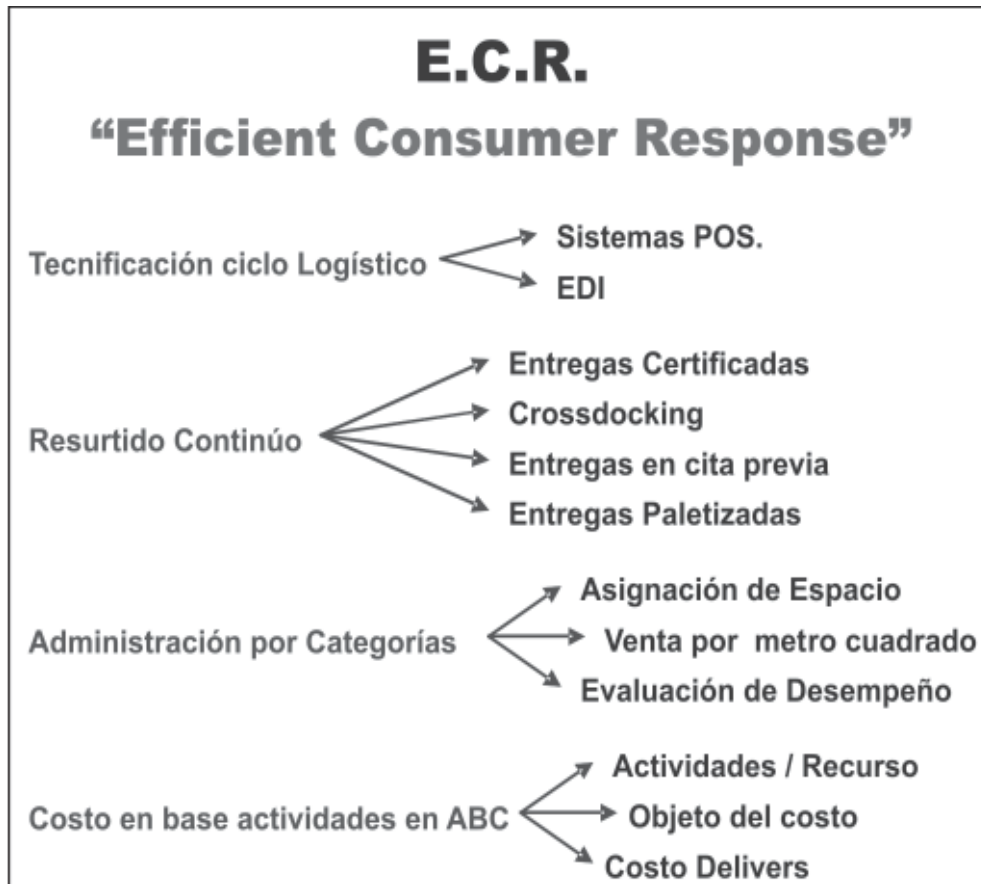 E.C.R.
“Efficient Consumer Response”
Tecnificación ciclo Logístico
Sistemas POS.
EDI
Resurtido Continúo
Entregas Certificadas
Crossdocking
Entregas en cita previa
Entregas Paletizadas
Administración por Categorías
Asignación de Espacio
Venta por metro cuadrado
Evaluación de Desempeño
Costo en base actividades en ABC
Actividades / Recurso
Objeto del costo
Costo Delivers